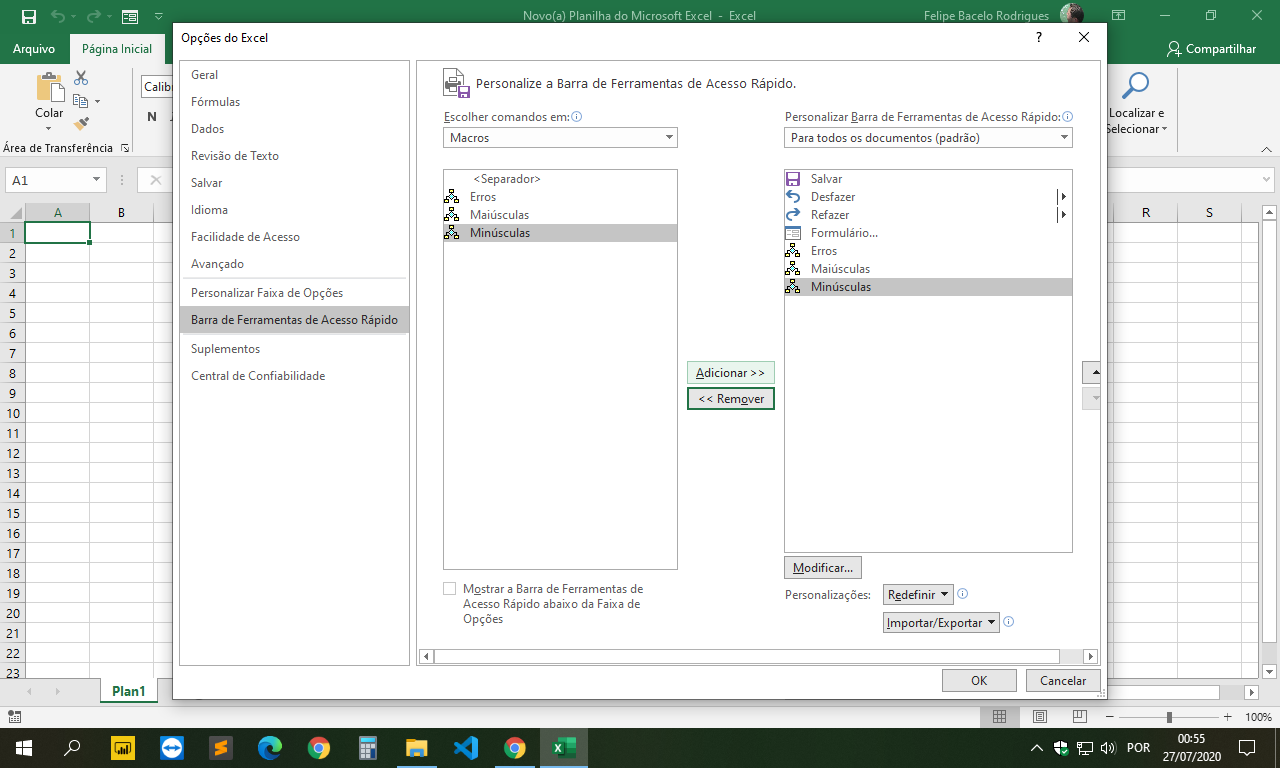 Novo(a) Planilha do Microsoft Excel - Excel
Felipe Bacelo Rodrigues
Arquivo
Página Inicial
Compartilhar
Opções do Excel
?
Geral
Fórmulas
Dados
Revisão de Texto
Salvar
Idioma
Facilidade de Acesso
Avançado
Personalizar Faixa de Opções
Barra de Ferramentas de Acesso Rápido
Suplementos
Central de Confiabilidade
Personalize a Barra de Ferramentas de Acesso Rápido.
Escolher comandos em:
Macros
<Separador>
Erros
Maiúsculas
Minúsculas
Adicionar >>
<< Remover
Personalizar Barra de Ferramentas de Acesso Rápido:
Para todos os documentos (padrão)
Salvar
Desfazer
Refazer
Formulário...
Erros
Maiúsculas
Minúsculas
Modificar...
Personalizações:
Redefinir
Importar/Exportar
Mostrar a Barra de Ferramentas de
Acesso Rápido abaixo da Faixa de
Opções
OK
Cancelar
Colar
Calib
N
Área de Transferência
Localizar e
Selecionar
A1
A B R S
1
2
3
4
5
6
7
8
9
10
11
12
13
14
15
16
17
18
19
20
21
22
23
Plan1
100%
POR
00:55
27/07/2020